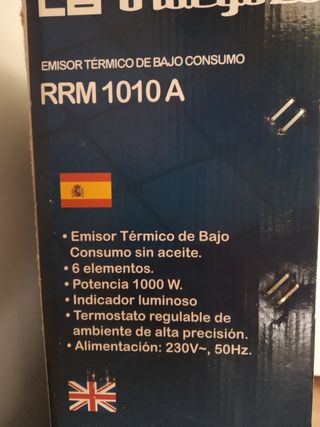 EMISOR TÉRMICO DE BAJO CONSUMO
RRM 1010 A
• Emisor Térmico de Bajo
Consumo sin aceite.
• 6 elementos.
• Potencia 1000 W.
• Indicador luminoso
• Termostato regulable de
ambiente de alta precisión.
• Alimentación: 230V~, 50Hz.